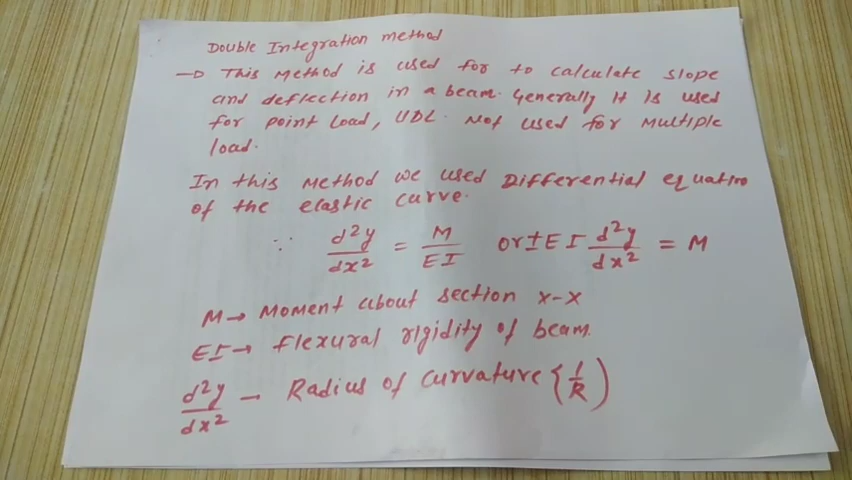 Double Integration method
→ This method is used for to calculate slope
and deflection in a beam. Generally it is used
for point load, UDL. Not used for multiple
load.
In this method we used Differential equation
of the elastic curve.
∵ d²y/dx² = M/EI or ± EI d²y/dx² = M
M → Moment about section x-x
EI → flexural rigidity of beam.
d²y/dx² – Radius of curvature {1/R)